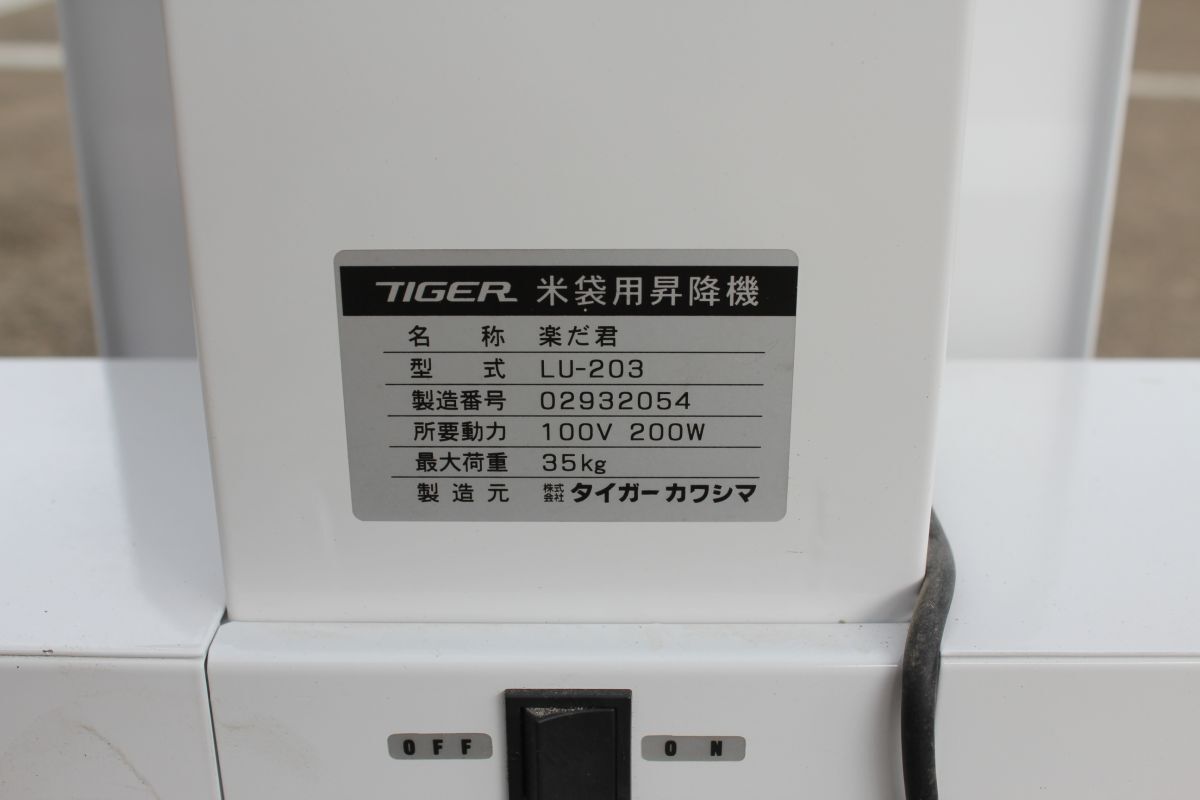 TIGER 米袋用昇降機
名 称 楽だ君
型 式 LU-203
製造番号 02932054
所要動力 100V 200W
最大荷重 35kg
製造元 株式会社 タイガーカワシマ
OFF ON